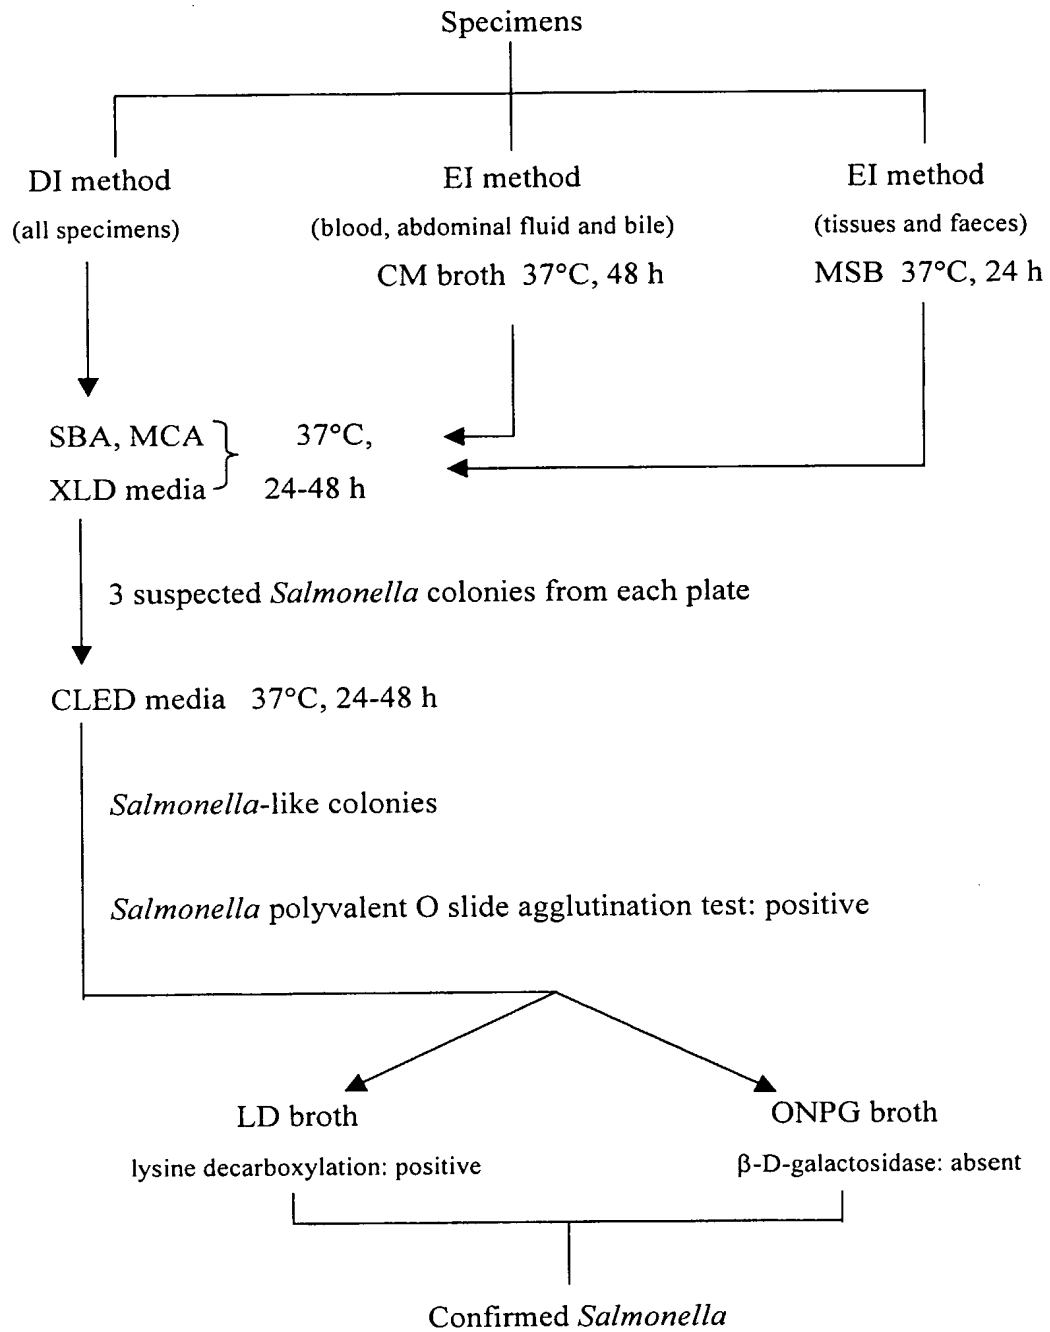 Specimens
DI method
(all specimens)
EI method
(blood, abdominal fluid and bile)
CM broth 37°C, 48 h
EI method
(tissues and faeces)
MSB 37°C, 24 h
SBA, MCA 37°C,
XLD media 24-48 h
3 suspected Salmonella colonies from each plate
CLED media 37°C, 24-48 h
Salmonella-like colonies
Salmonella polyvalent O slide agglutination test: positive
LD broth
lysine decarboxylation: positive
ONPG broth
β-D-galactosidase: absent
Confirmed Salmonella